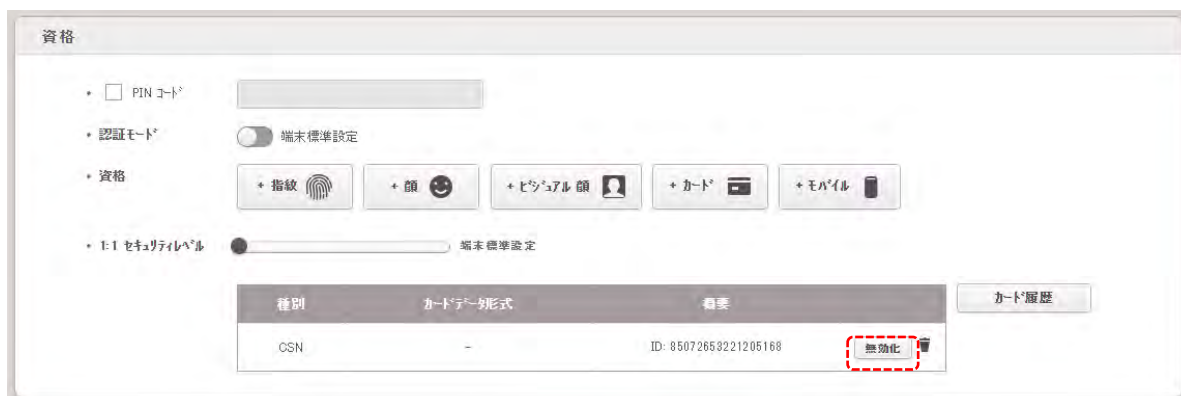 資格
• PIN ｺｰﾄﾞ
• 認証ﾓｰﾄﾞ 端末標準設定
• 資格 + 指紋 + 顔 + ﾋﾞｼﾞｭｱﾙ 顔 + ｶｰﾄﾞ + ﾓﾊﾞｲﾙ
• 1:1 ｾｷｭﾘﾃｨﾚﾍﾞﾙ 端末標準設定
種別 ｶｰﾄﾞﾃﾞｰﾀ形式 概要 ｶｰﾄﾞ履歴
CSN - ID: 85072653221205168 無効化